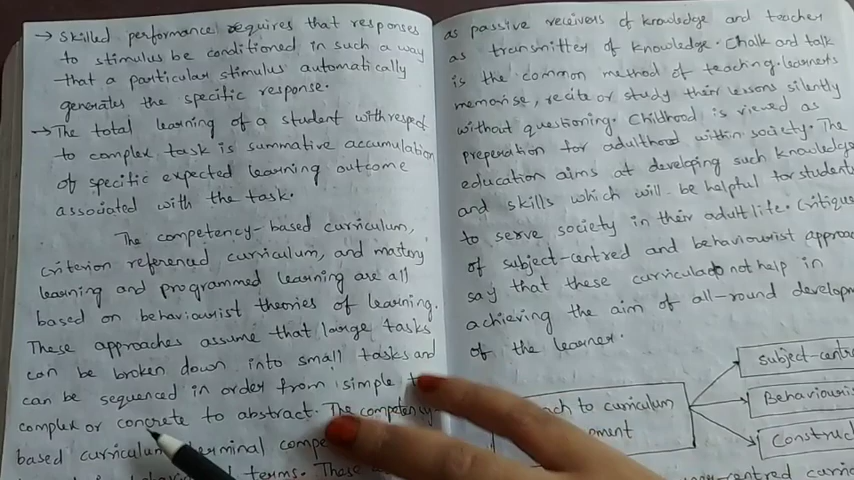 → Skilled performance requires that responses
to stimulus be conditioned in such a way
that a particular stimulus automatically
generates the specific response.
→ The total learning of a student with respect
to complex task is summative accumulation
of specific expected learning outcome
associated with the task.
The competency-based curriculum,
criterion referenced curriculum, and mastery
learning and programmed learning are all
based on behaviourist theories of learning.
These approaches assume that large tasks
can be broken down into small tasks and
can be sequenced in order from simple
complex or concrete to abstract. The competency-
based curriculum terminal
terms. These
as passive receivers of knowledge and teacher
as transmitter of knowledge. Chalk and talk
is the common method of teaching. learners
memorise, recite or study their lessons silently
without questioning. Childhood is viewed as
preparation for adulthood within society. The
education aims at developing such knowledge
and skills which will be helpful for students
to serve society in their adult life. Critique
of subject-centred and behaviourist approac
say that these curricula do not help in
achieving the aim of all-round developm
of the learner.
subject-centr
ach to curriculum
Behaviouris
ment
Construc
-centred curric